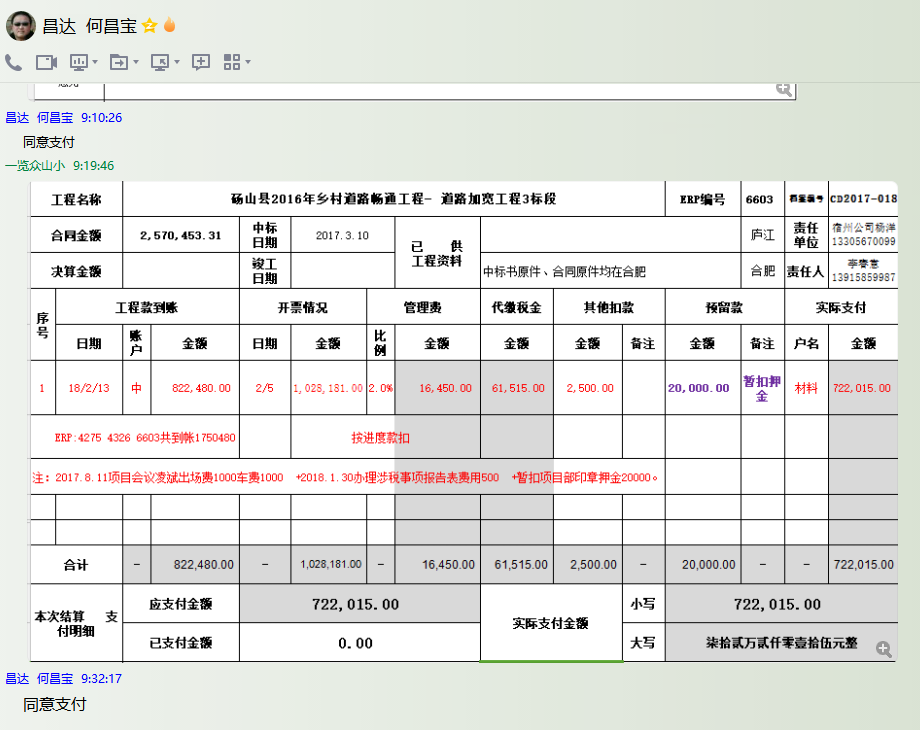 昌达 何昌宝
昌达 何昌宝 9:10:26
同意支付
一览众山小 9:19:46
工程名称 砀山县2016年乡村道路畅通工程- 道路加宽工程3标段 ERP编号 6603 档案编号 CD2017-018
合同金额 2,570,453.31 中标日期 2017.3.10 已 供 工程资料 庐江 责任单位 宿州公司杨洋 13305670099
决算金额 竣工日期 中标书原件、合同原件均在合肥 合肥 责任人 李春意 13915859987
序号 工程款到账 开票情况 管理费 代缴税金 其他扣款 预留款 实际支付
日期 账户 金额 日期 金额 比例 金额 金额 金额 备注 金额 备注 户名 金额
1 18/2/13 中 822,480.00 2/5 1,028,181.00 2.0% 16,450.00 61,515.00 2,500.00 20,000.00 暂扣押金 材料 722,015.00
ERP:4275 4326 6603共到帐1750480 按进度款扣
注: 2017.8.11项目会议凌斌出场费1000车费1000 +2018.1.30办理涉税事项报告表费用500 +暂扣项目部印章押金20000。
合计 - 822,480.00 - 1,028,181.00 - 16,450.00 61,515.00 2,500.00 - 20,000.00 - - 722,015.00
本次结算 支付明细 应支付金额 722,015.00 实际支付金额 小写 722,015.00
已支付金额 0.00 大写 柒拾贰万贰仟零壹拾伍元整
昌达 何昌宝 9:32:17
同意支付